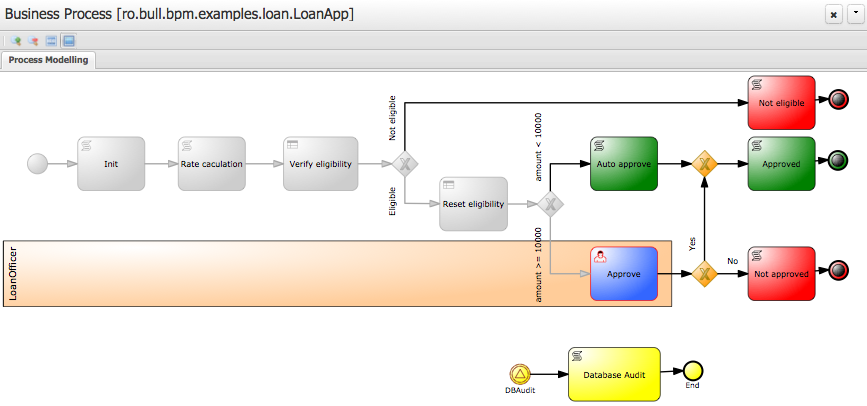 Business Process [ro.bull.bpm.examples.loan.LoanApp]
Process Modelling
Not eligible
Not eligible
amount < 10000
Init
Rate caculation
Verify eligibility
Auto approve
Approved
Eligible
Reset eligibility
amount >= 10000
Yes
LoanOfficer
Approve
No
Not approved
DBAudit
Database Audit
End